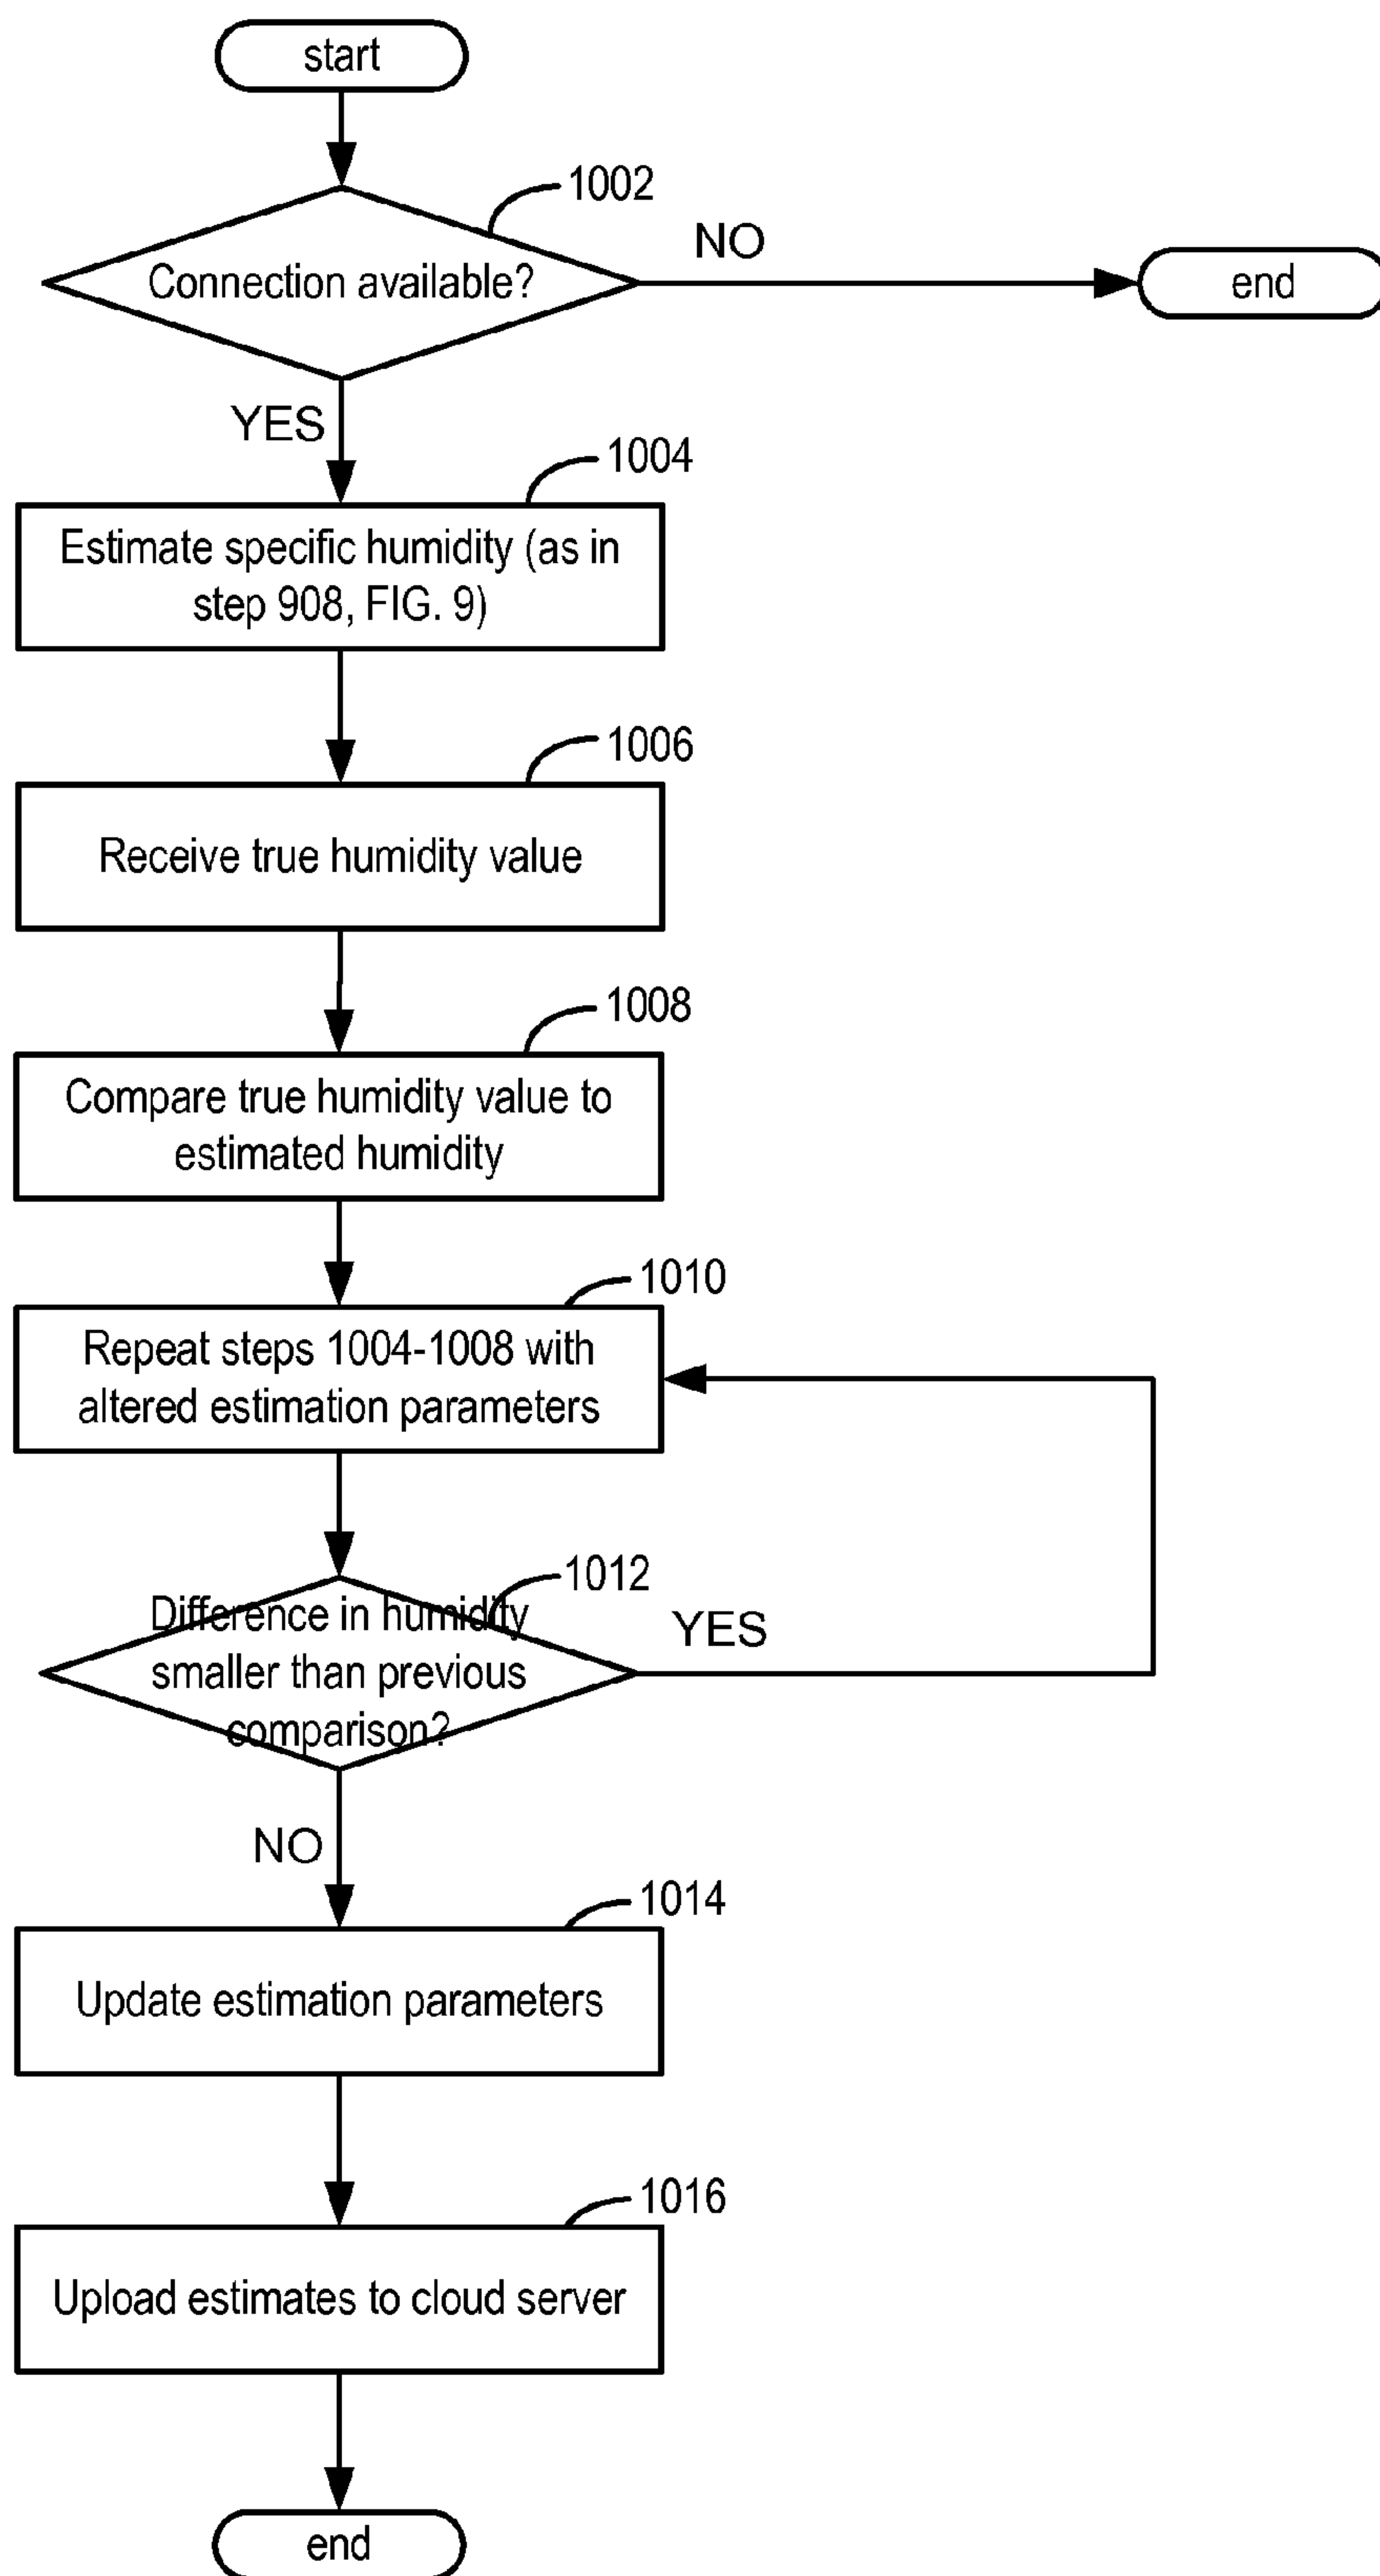 start
1002
NO
Connection available?
end
YES
1004
Estimate specific humidity (as in
step 908, FIG. 9)
1006
Receive true humidity value
1008
Compare true humidity value to
estimated humidity
1010
Repeat steps 1004-1008 with
altered estimation parameters
1012
Difference in humidity
smaller than previous
comparison?
YES
NO
1014
Update estimation parameters
1016
Upload estimates to cloud server
end